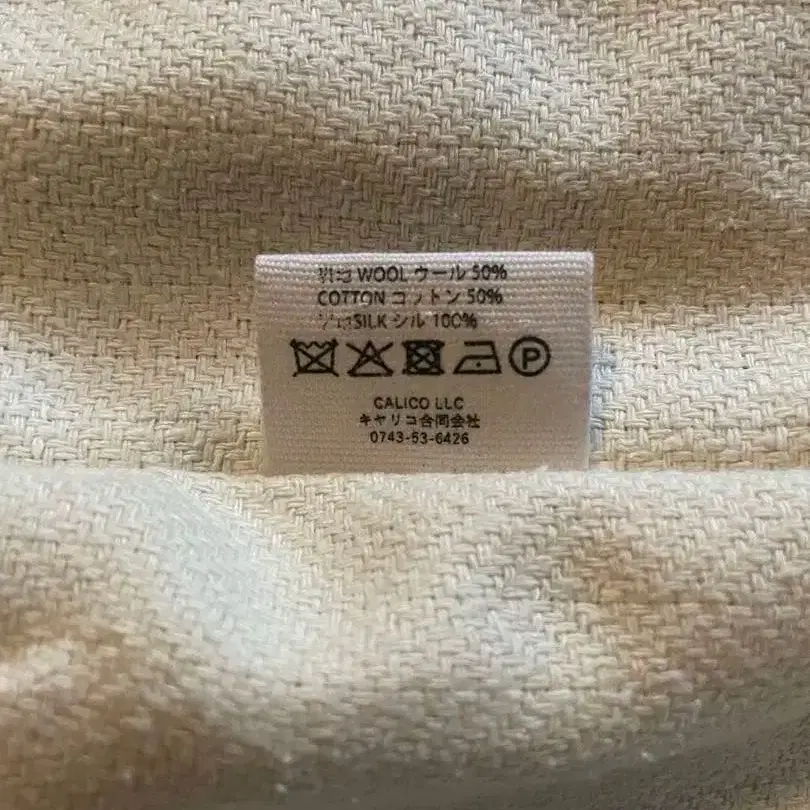 WOOL ウール 50%
COTTON コットン 50%
SILK シル 100%
P
CALICO LLC
キヤリコ合同会社
0743-53-6426